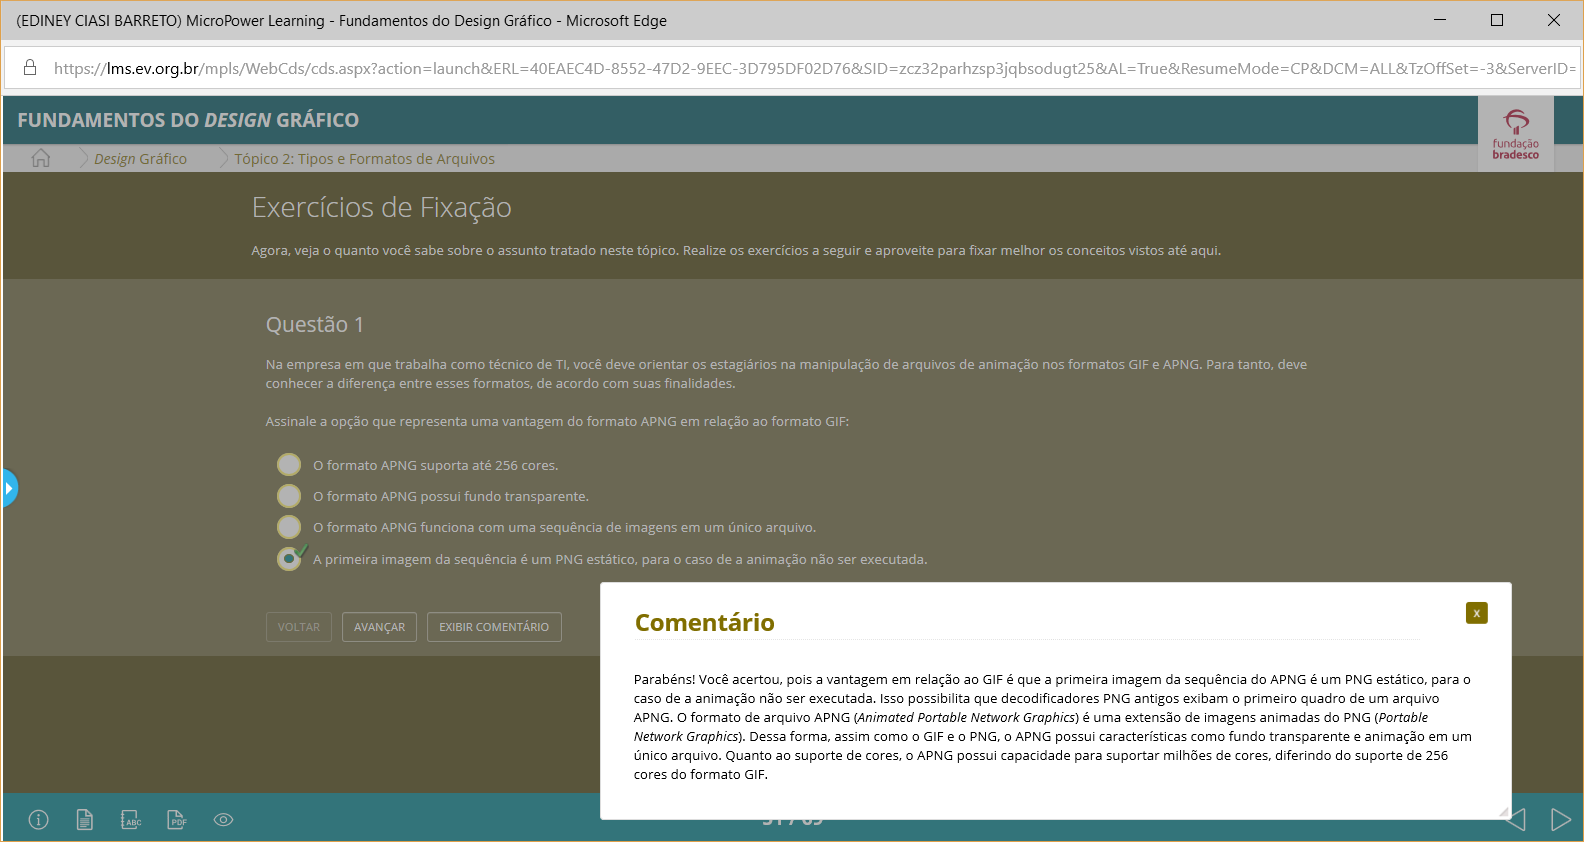 (EDINEY CIASI BARRETO) MicroPower Learning - Fundamentos do Design Gráfico - Microsoft Edge
https://lms.ev.org.br/mpls/WebCds/cds.aspx?action=launch&ERL=40EAEC4D-8552-47D2-9EEC-3D795DF02D76&SID=zcz32parhzsp3jqbsodugt25&AL=True&ResumeMode=CP&DCM=ALL&TzOffSet=-3&ServerID=
FUNDAMENTOS DO DESIGN GRÁFICO
fundação
bradesco
Design Gráfico
Tópico 2: Tipos e Formatos de Arquivos
Exercícios de Fixação
Agora, veja o quanto você sabe sobre o assunto tratado neste tópico. Realize os exercícios a seguir e aproveite para fixar melhor os conceitos vistos até aqui.
Questão 1
Na empresa em que trabalha como técnico de TI, você deve orientar os estagiários na manipulação de arquivos de animação nos formatos GIF e APNG. Para tanto, deve
conhecer a diferença entre esses formatos, de acordo com suas finalidades.
Assinale a opção que representa uma vantagem do formato APNG em relação ao formato GIF:
O formato APNG suporta até 256 cores.
O formato APNG possui fundo transparente.
O formato APNG funciona com uma sequência de imagens em um único arquivo.
A primeira imagem da sequência é um PNG estático, para o caso de a animação não ser executada.
VOLTAR
AVANÇAR
EXIBIR COMENTÁRIO
Comentário
x
Parabéns! Você acertou, pois a vantagem em relação ao GIF é que a primeira imagem da sequência do APNG é um PNG estático, para o
caso de a animação não ser executada. Isso possibilita que decodificadores PNG antigos exibam o primeiro quadro de um arquivo
APNG. O formato de arquivo APNG (Animated Portable Network Graphics) é uma extensão de imagens animadas do PNG (Portable
Network Graphics). Dessa forma, assim como o GIF e o PNG, o APNG possui características como fundo transparente e animação em um
único arquivo. Quanto ao suporte de cores, o APNG possui capacidade para suportar milhões de cores, diferindo do suporte de 256
cores do formato GIF.
ABC
PDF